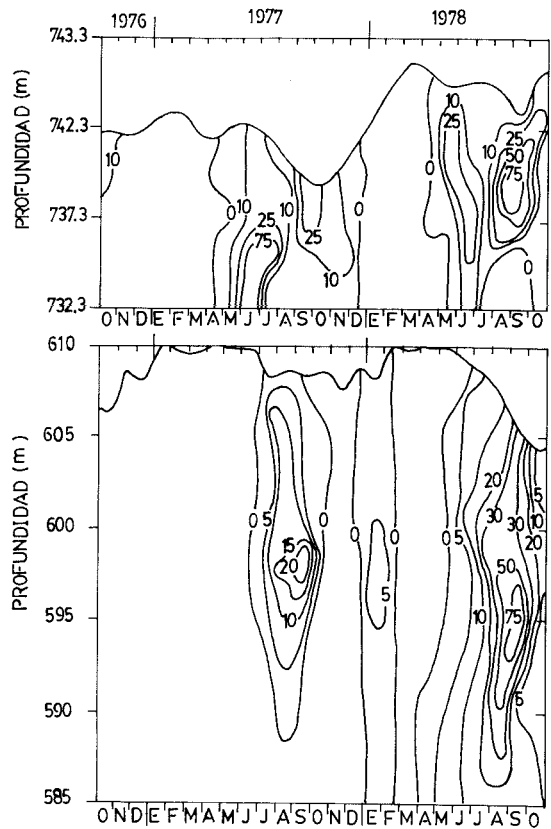 1976 1977 1978
743.3
742.3
737.3
732,3
PROFUNDIDAD (m)
10 0 10 25 75 10 25 10 0 0 10 25 10 25 50 75 0
O N D E F M A M J J A S O N D E F M A M J J A S O
610
605
600
595
590
585
PROFUNDIDAD (m)
0 5 15 20 10 0 0 0 5 0 5 10 20 30 30 50 75 5 10 20 5
O N D E F M A M J J A S O N D E F M A M J J A S O